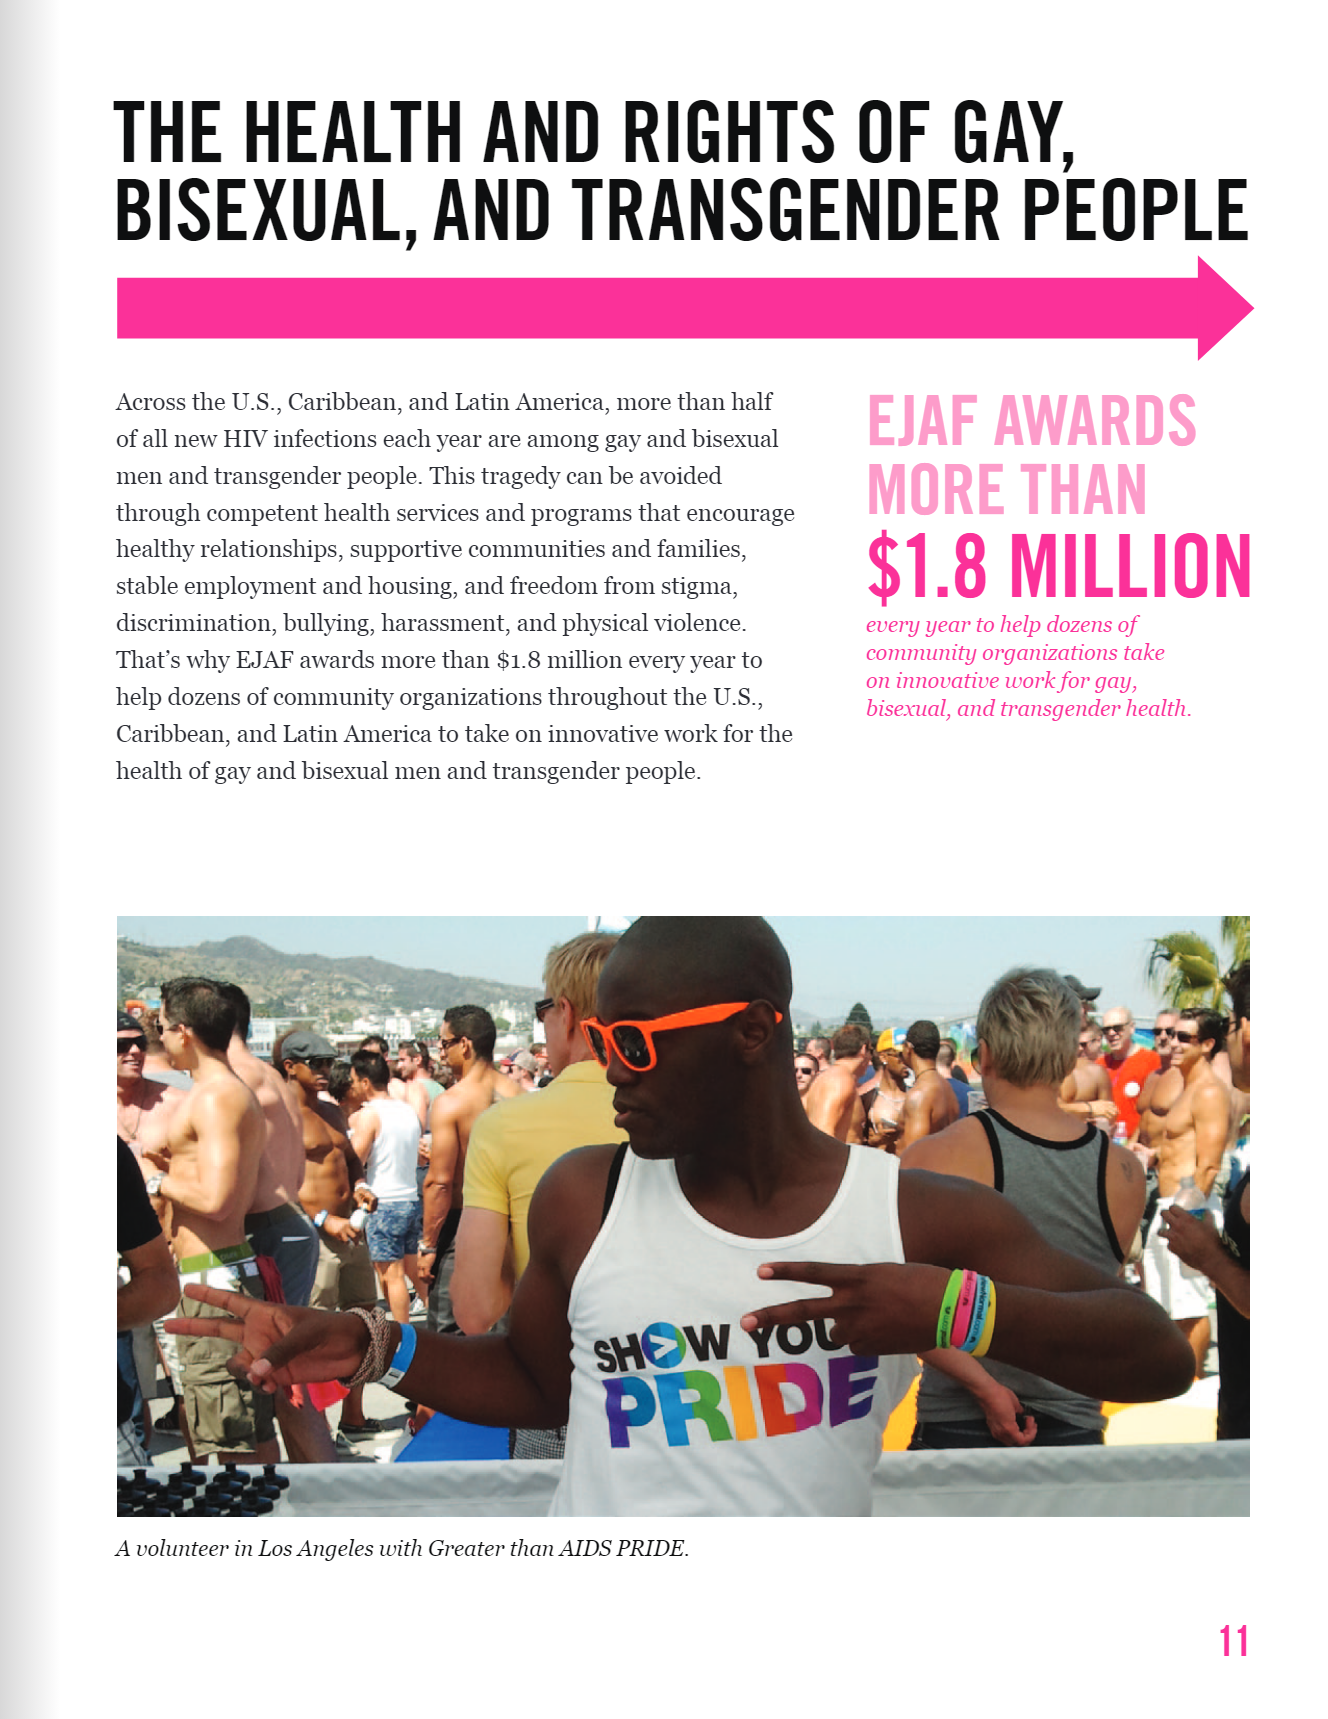 THE HEALTH AND RIGHTS OF GAY,
BISEXUAL, AND TRANSGENDER PEOPLE
Across the U.S., Caribbean, and Latin America, more than half
of all new HIV infections each year are among gay and bisexual
men and transgender people. This tragedy can be avoided
through competent health services and programs that encourage
healthy relationships, supportive communities and families,
stable employment and housing, and freedom from stigma,
discrimination, bullying, harassment, and physical violence.
That’s why EJAF awards more than $1.8 million every year to
help dozens of community organizations throughout the U.S.,
Caribbean, and Latin America to take on innovative work for the
health of gay and bisexual men and transgender people.
EJAF AWARDS
MORE THAN
$1.8 MILLION
every year to help dozens of
community organizations take
on innovative work for gay,
bisexual, and transgender health.
SHOW YOU
PRIDE
A volunteer in Los Angeles with Greater than AIDS PRIDE.
11